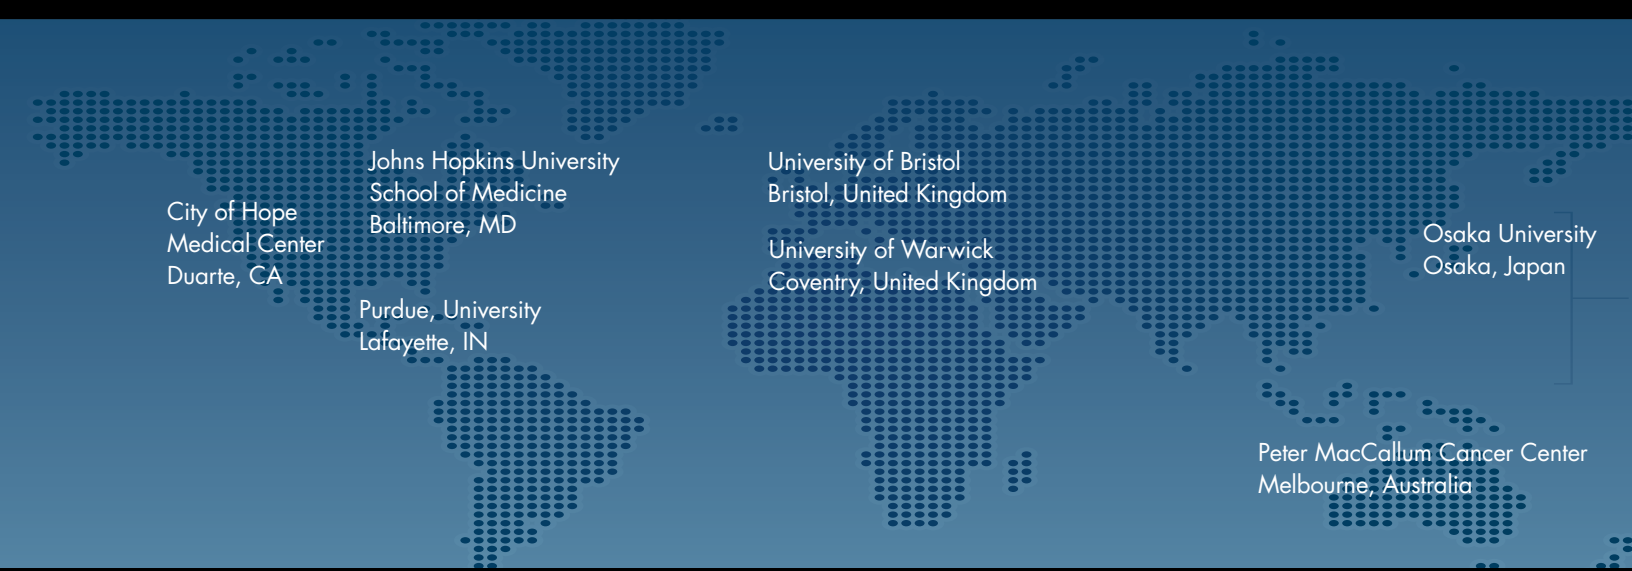 Johns Hopkins University
School of Medicine
Baltimore, MD
City of Hope
Medical Center
Duarte, CA
Purdue, University
Lafayette, IN
University of Bristol
Bristol, United Kingdom
University of Warwick
Coventry, United Kingdom
Osaka University
Osaka, Japan
Peter MacCallum Cancer Center
Melbourne, Australia